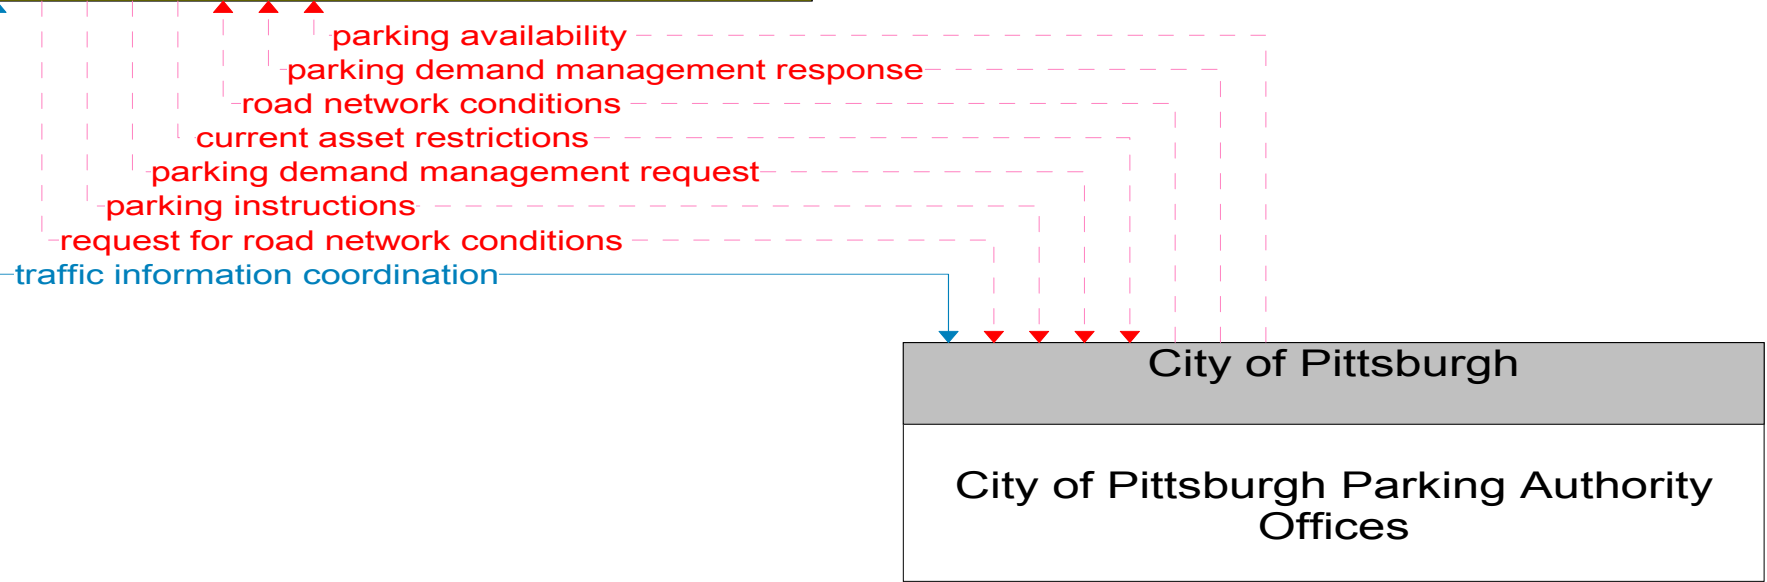 parking availability
parking demand management response
road network conditions
current asset restrictions
parking demand management request
parking instructions
request for road network conditions
traffic information coordination
City of Pittsburgh
City of Pittsburgh Parking Authority
Offices